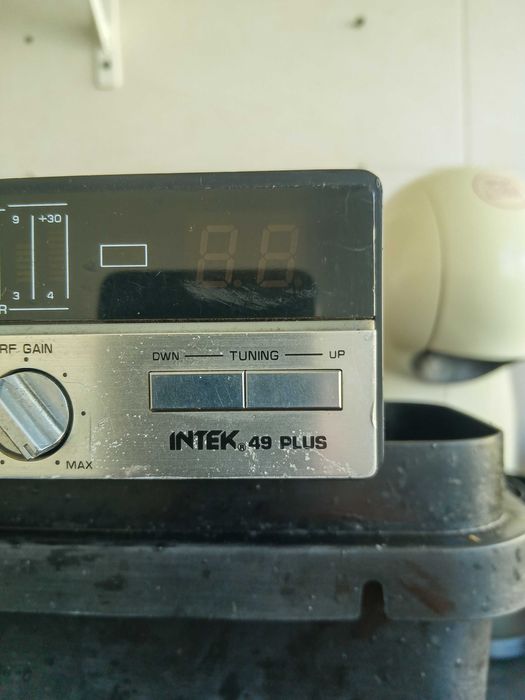 9 +30
3 4
R
RF GAIN
MAX
DWN TUNING UP
INTEK® 49 PLUS